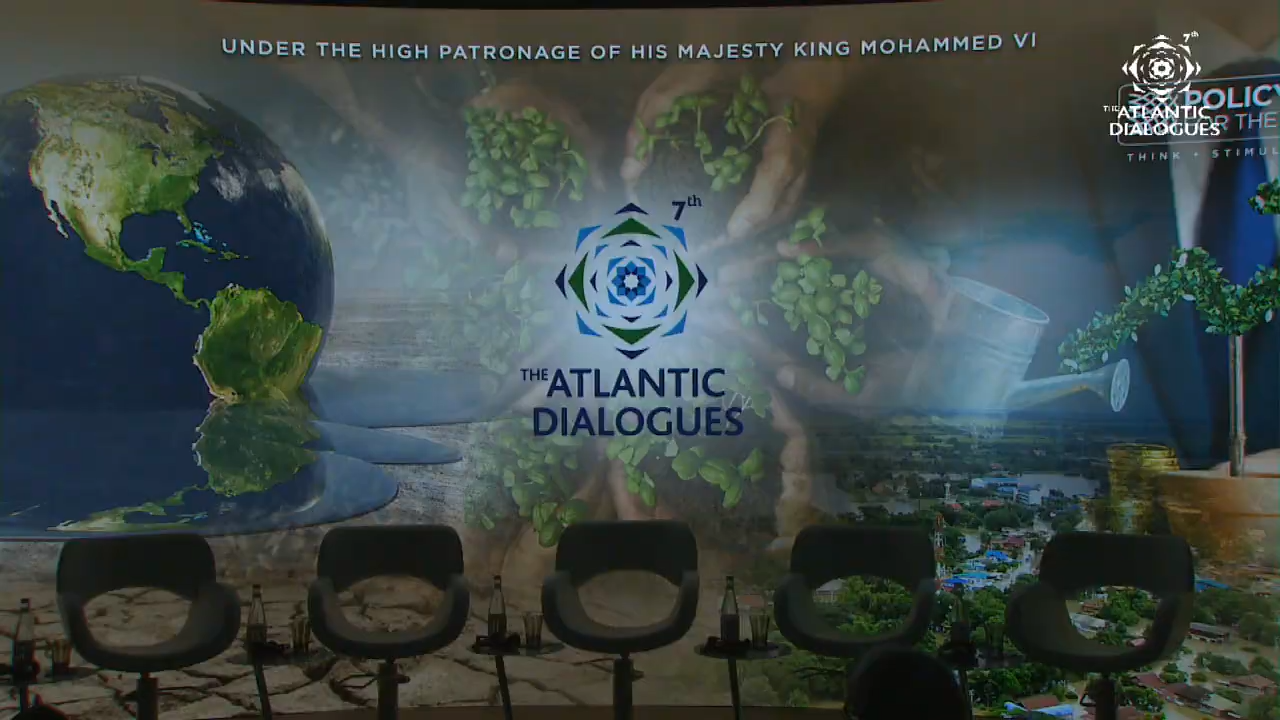 UNDER THE HIGH PATRONAGE OF HIS MAJESTY KING MOHAMMED VI
7th
THE ATLANTIC
DIALOGUES
POLICY
THE
THINK • STIMUL
7th
THE ATLANTIC
DIALOGUES